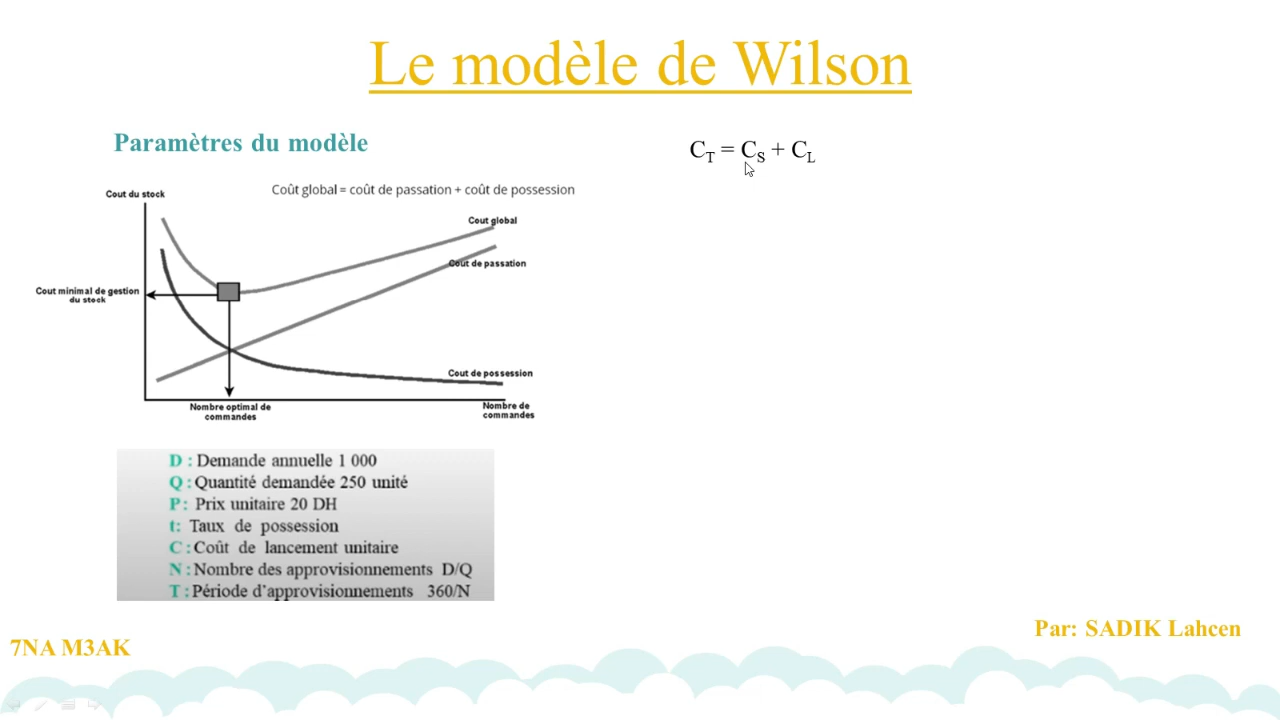 Le modèle de Wilson
Paramètres du modèle
C_T = C_S + C_L
Cout du stock
Coût global = coût de passation + coût de possession
Cout global
Cout de passation
Cout minimal de gestion
du stock
Cout de possession
Nombre optimal de
commandes
Nombre de
commandes
D : Demande annuelle 1 000
Q : Quantité demandée 250 unité
P : Prix unitaire 20 DH
t: Taux de possession
C : Coût de lancement unitaire
N : Nombre des approvisionnements D/Q
T : Période d'approvisionnements 360/N
Par: SADIK Lahcen
7NA M3AK